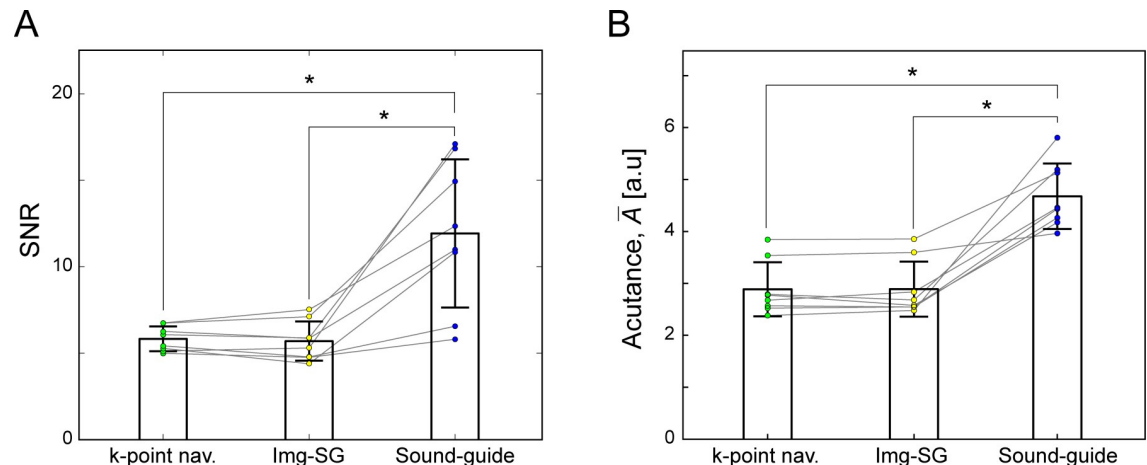 A
SNR
20
10
0
*
*
k-point nav.
Img-SG
Sound-guide
B
Acutance, A̅ [a.u]
6
4
2
0
*
*
k-point nav.
Img-SG
Sound-guide